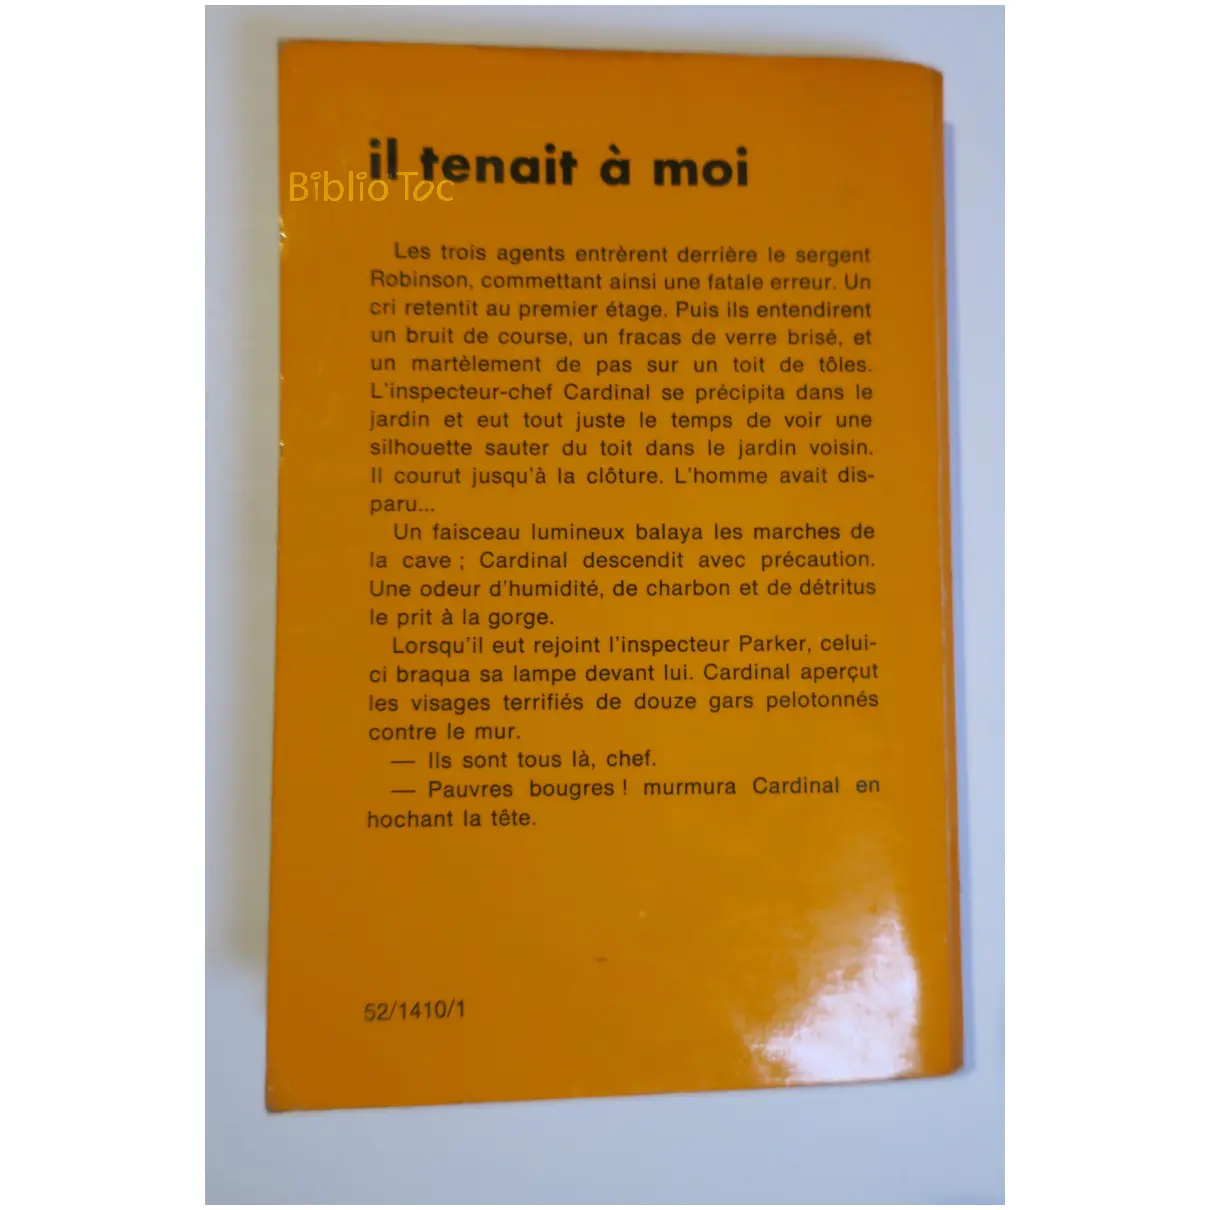 il tenait à moi
Biblio Toc
Les trois agents entrèrent derrière le sergent
Robinson, commettant ainsi une fatale erreur. Un
cri retentit au premier étage. Puis ils entendirent
un bruit de course, un fracas de verre brisé, et
un martèlement de pas sur un toit de tôles.
L'inspecteur-chef Cardinal se précipita dans le
jardin et eut tout juste le temps de voir une
silhouette sauter du toit dans le jardin voisin.
Il courut jusqu'à la clôture. L'homme avait dis-
paru...
Un faisceau lumineux balaya les marches de
la cave ; Cardinal descendit avec précaution.
Une odeur d'humidité, de charbon et de détritus
le prit à la gorge.
Lorsqu'il eut rejoint l'inspecteur Parker, celui-
ci braqua sa lampe devant lui. Cardinal aperçut
les visages terrifiés de douze gars pelotonnés
contre le mur.
— Ils sont tous là, chef.
— Pauvres bougres ! murmura Cardinal en
hochant la tête.
52/1410/1